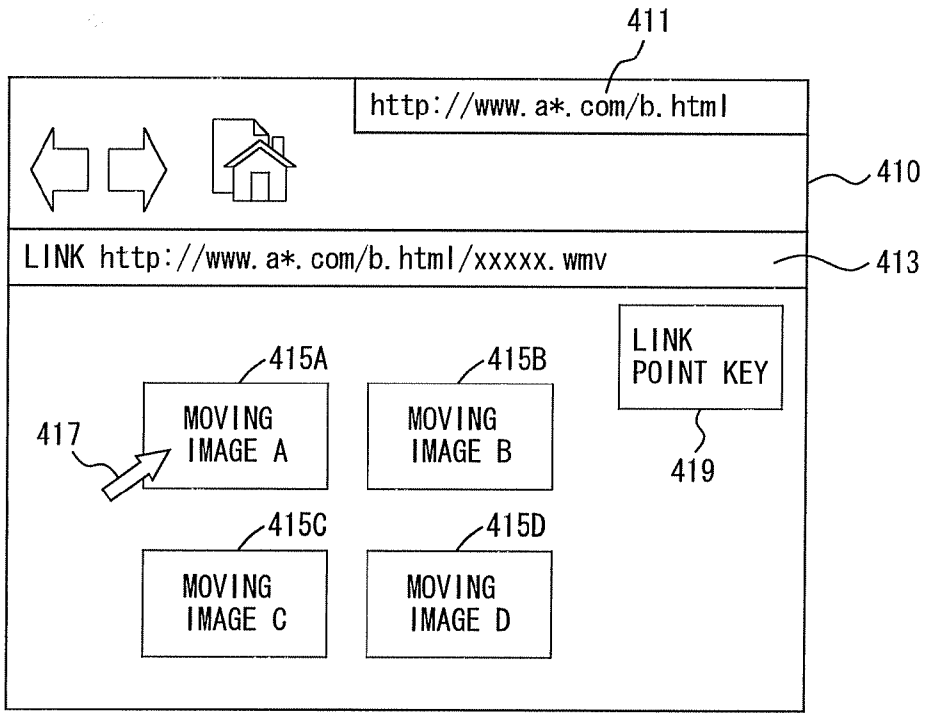 411
http://www.a*.com/b.html
410
LINK http://www.a*.com/b.html/xxxxx.wmv
413
LINK
POINT KEY
419
415A
415B
MOVING
IMAGE A
MOVING
IMAGE B
417
415C
415D
MOVING
IMAGE C
MOVING
IMAGE D